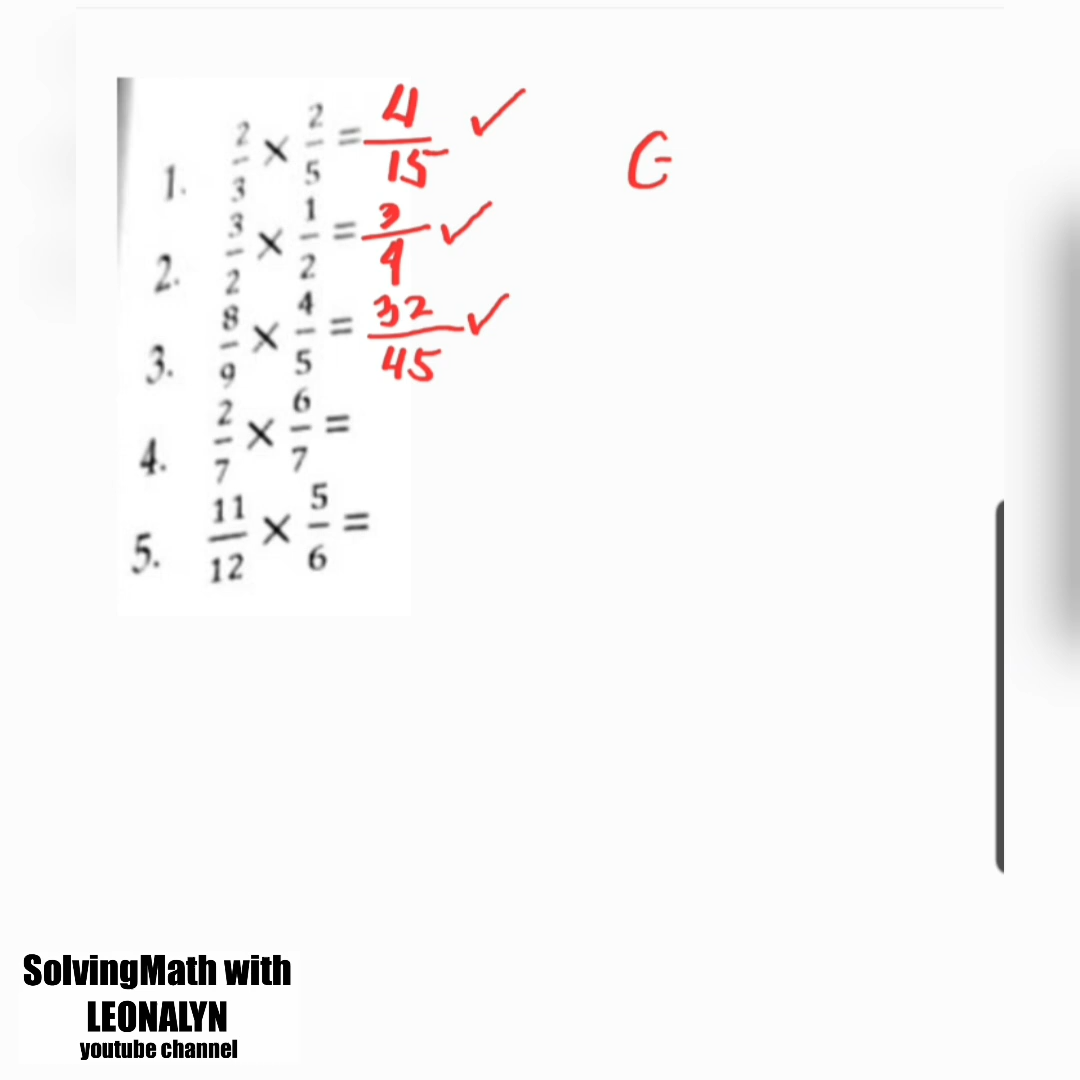 1. 2/3 × 2/5 = 4/15 ✓
G
2. 3/2 × 1/2 = 3/4 ✓
3. 8/9 × 4/5 = 32/45 ✓
4. 2/7 × 6/7 =
5. 11/12 × 5/6 =
SolvingMath with
LEONALYN
youtube channel